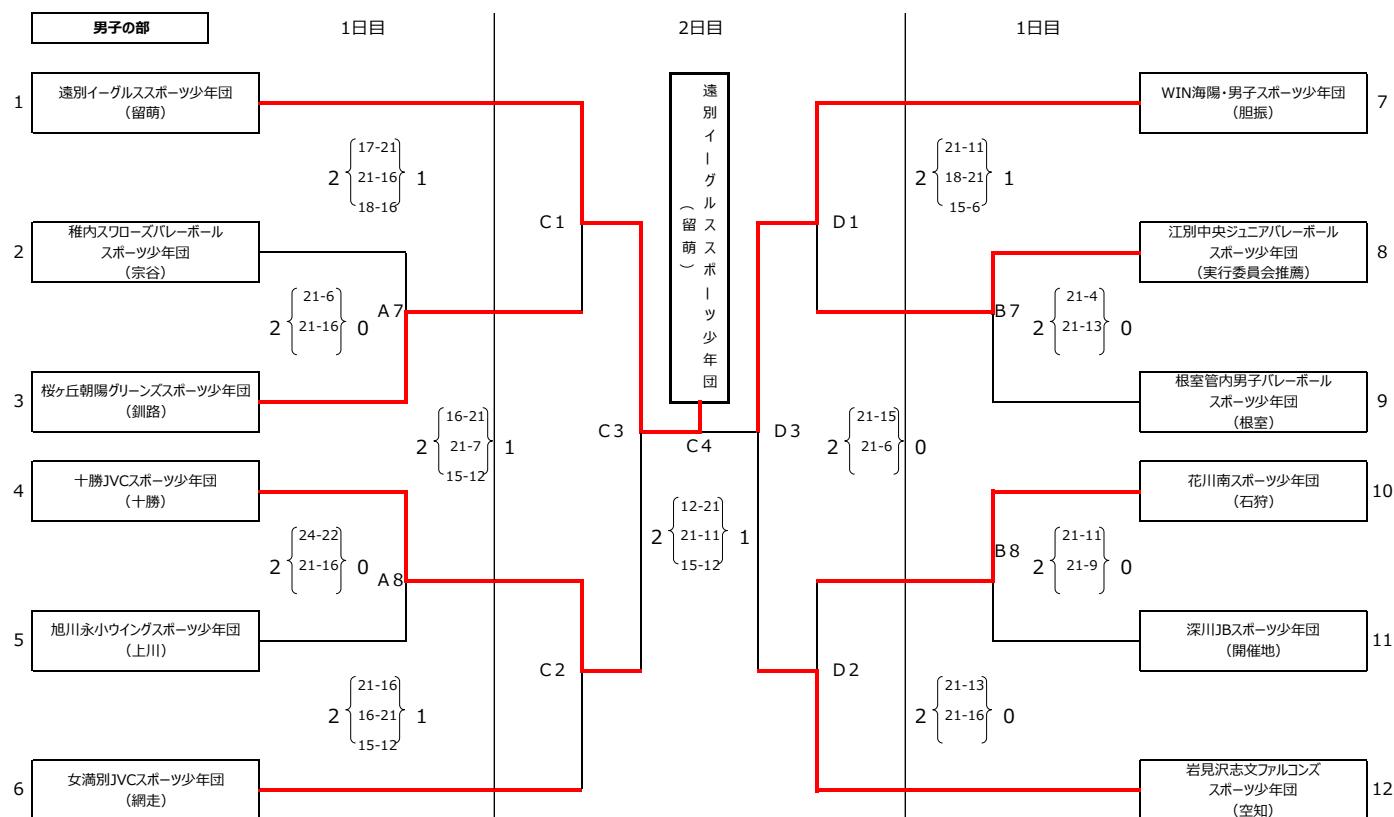 男子の部
1日目
2日目
1日目
1
遠別イーグルススポーツ少年団
（留萌）
2
17-21
21-16
18-16
1
2
稚内スワローズバレーボール
スポーツ少年団
（宗谷）
2
21-6
21-16
0
A7
3
桜ヶ丘朝陽グリーンズスポーツ少年団
（釧路）
C1
2
16-21
21-7
15-12
1
4
十勝JVCスポーツ少年団
（十勝）
2
24-22
21-16
0
A8
5
旭川永小ウイングスポーツ少年団
（上川）
2
21-16
16-21
15-12
1
C2
6
女満別JVCスポーツ少年団
（網走）
遠別イーグルススポーツ少年団
（留萌）
C3
C4
D3
2
12-21
21-11
15-12
1
WIN海陽・男子スポーツ少年団
（胆振）
7
2
21-11
18-21
15-6
1
D1
江別中央ジュニアバレーボール
スポーツ少年団
（実行委員会推薦）
8
B7
2
21-4
21-13
0
根室管内男子バレーボール
スポーツ少年団
（根室）
9
2
21-15
21-6
0
花川南スポーツ少年団
（石狩）
10
B8
2
21-11
21-9
0
深川JBスポーツ少年団
（開催地）
11
D2
2
21-13
21-16
0
岩見沢志文ファルコンズ
スポーツ少年団
（空知）
12